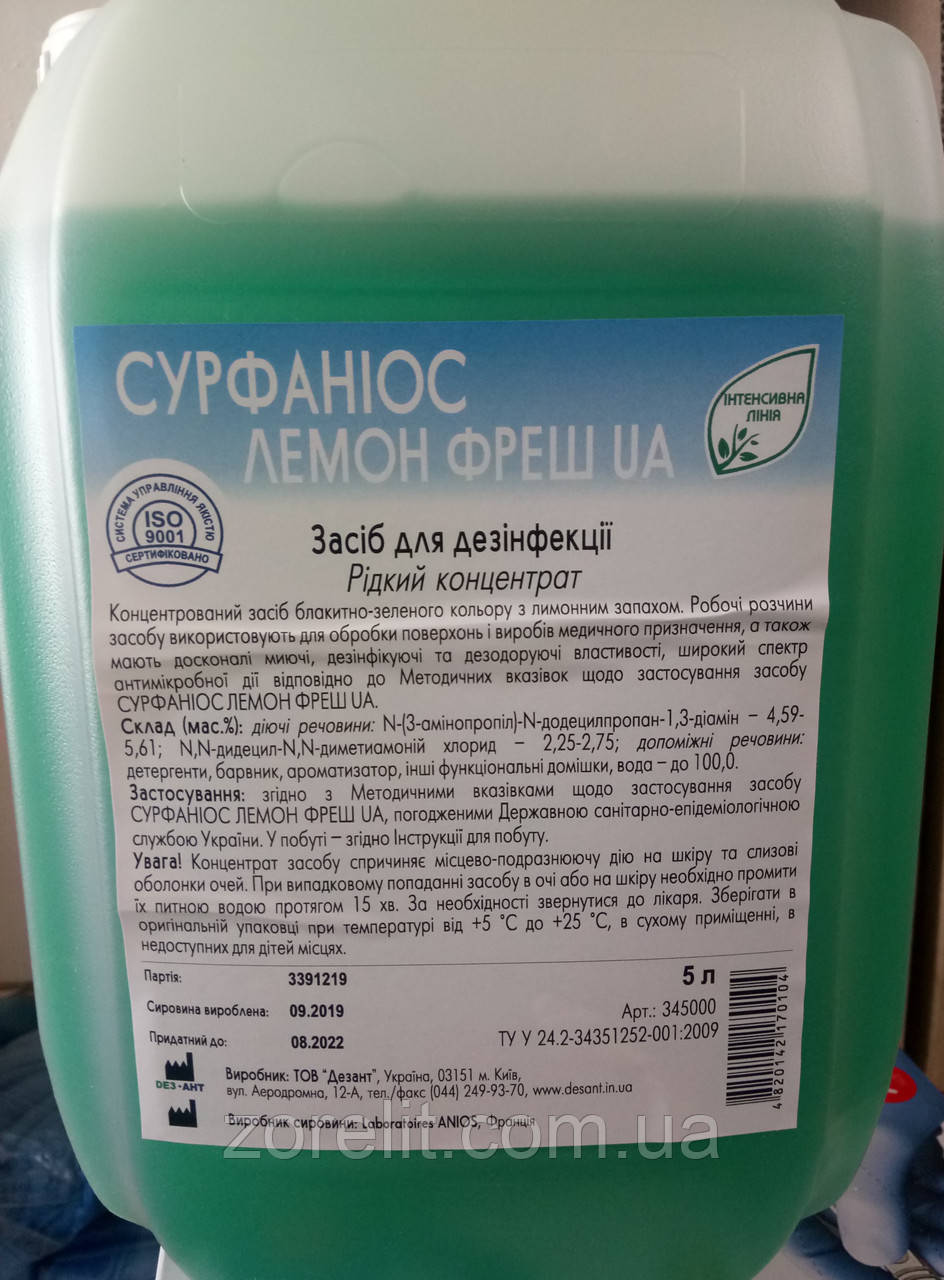 СУРФАНІОС
ЛЕМОН ФРЕШ UA
ІНТЕНСИВНА
ЛІНІЯ
СИСТЕМА УПРАВЛІННЯ ЯКІСТЮ
ISO
9001
СЕРТИФІКОВАНО
Засіб для дезінфекції
Рідкий концентрат
Концентрований засіб блакитно-зеленого кольору з лимонним запахом. Робочі розчини
засобу використовують для обробки поверхонь і виробів медичного призначення, а також
мають досконалі миючі, дезінфікуючі та дезодоруючі властивості, широкий спектр
антимікробної дії відповідно до Методичних вказівок щодо застосування засобу
СУРФАНІОС ЛЕМОН ФРЕШ UA.
Склад (мас.%): діючі речовини: N-(3-амінопропіл)-N-додецилпропан-1,3-діамін – 4,59-
5,61; N,N-дидецил-N,N-диметиамоній хлорид – 2,25-2,75; допоміжні речовини:
детергенти, барвник, ароматизатор, інші функціональні домішки, вода – до 100,0.
Застосування: згідно з Методичними вказівками щодо застосування засобу
СУРФАНІОС ЛЕМОН ФРЕШ UA, погодженими Державною санітарно-епідеміологічною
службою України. У побуті – згідно Інструкції для побуту.
Увага! Концентрат засобу спричиняє місцево-подразнюючу дію на шкіру та слизові
оболонки очей. При випадковому попаданні засобу в очі або на шкіру необхідно промити
їх питною водою протягом 15 хв. За необхідності звернутися до лікаря. Зберігати в
оригінальній упаковці при температурі від +5 °C до +25 °C, в сухому приміщенні, в
недоступних для дітей місцях.
Партія: 3391219 5 л
Сировина вироблена: 09.2019 Арт.: 345000
Придатний до: 08.2022 ТУ У 24.2-34351252-001:2009
4820142170104
DEЗ-АНТ
Виробник: ТОВ "Дезант", Україна, 03151 м. Київ,
вул. Аеродромна, 12-А, тел./факс (044) 249-93-70, www.desant.in.ua
Виробник сировини: Laboratoires ANIOS, Франція
zorelit.com.ua